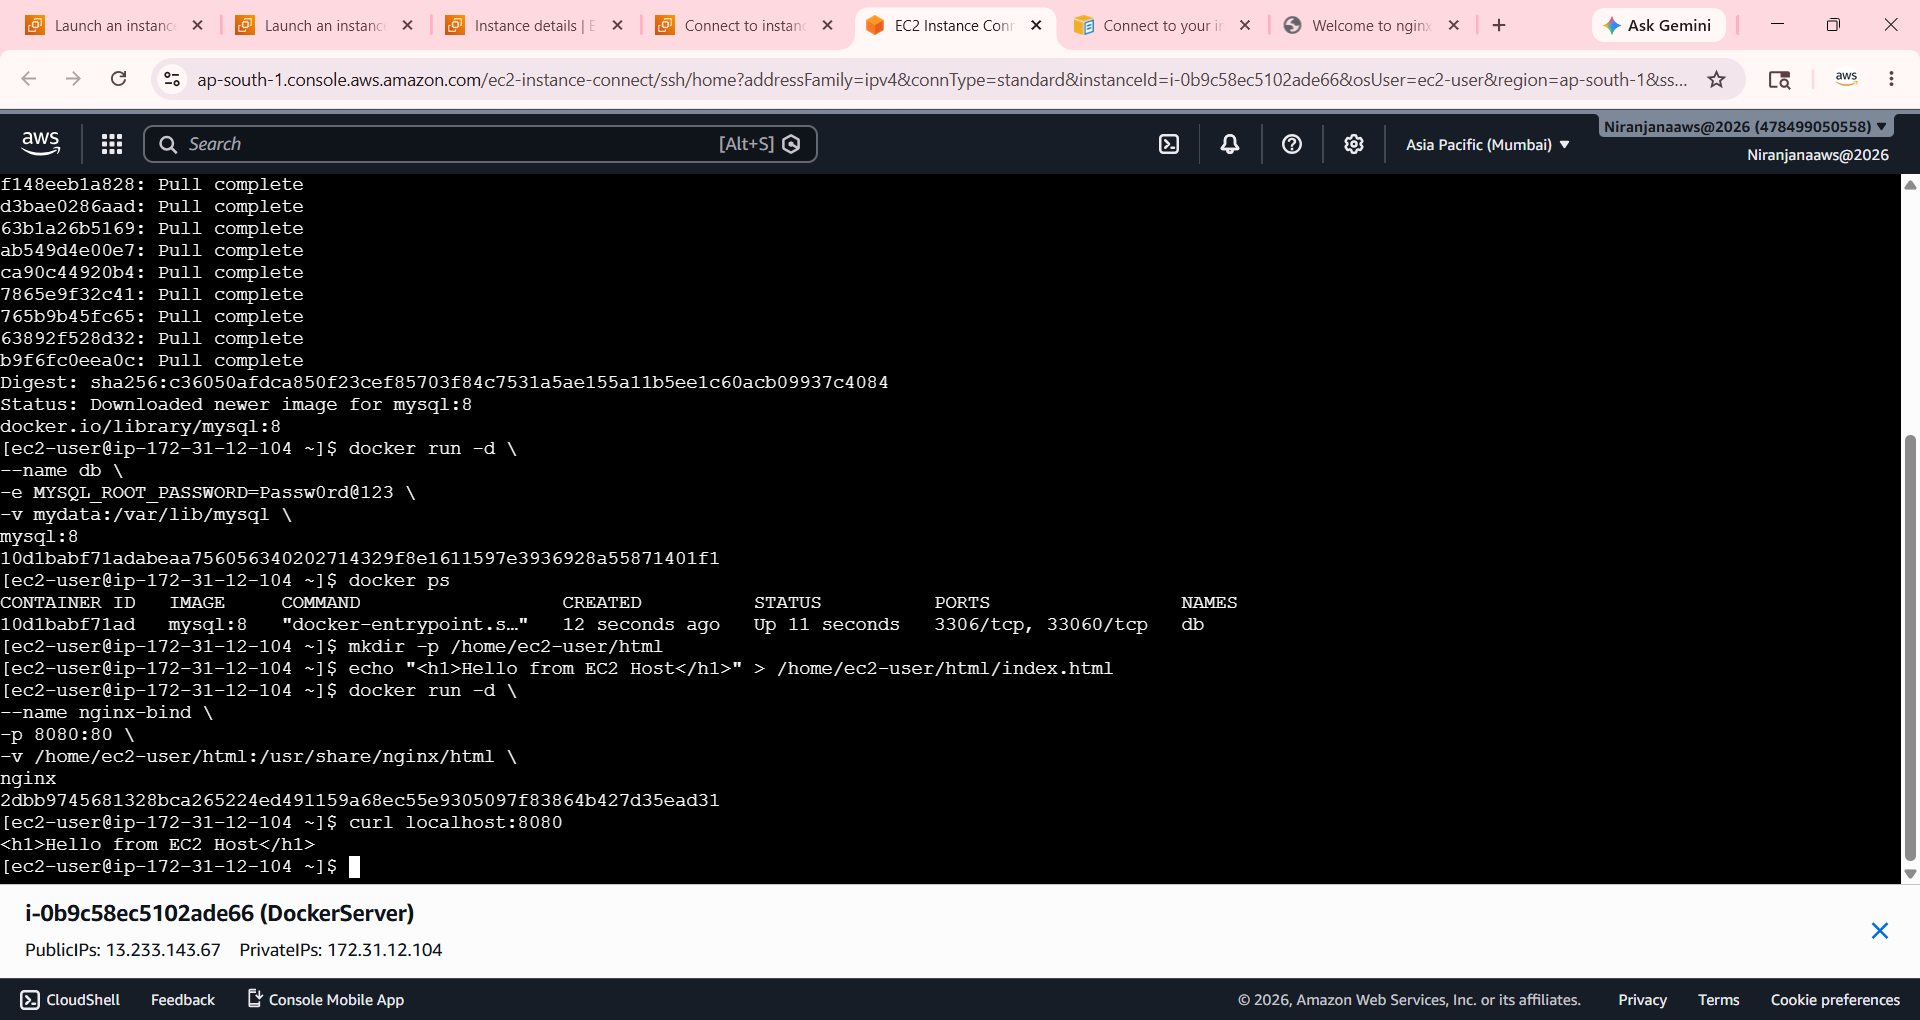 Launch an instanc
Launch an instanc
Instance details | E
Connect to instan
EC2 Instance Conn
Connect to your in
Welcome to nginx
Ask Gemini
ap-south-1.console.aws.amazon.com/ec2-instance-connect/ssh/home?addressFamily=ipv4&connType=standard&instanceId=i-0b9c58ec5102ade66&osUser=ec2-user&region=ap-south-1&ss...
aws
aws
Search
[Alt+S]
Asia Pacific (Mumbai)
Niranjanaaws@2026 (478499050558)
Niranjanaaws@2026
f148eeb1a828: Pull complete
d3bae0286aad: Pull complete
63b1a26b5169: Pull complete
ab549d4e00e7: Pull complete
ca90c44920b4: Pull complete
7865e9f32c41: Pull complete
765b9b45fc65: Pull complete
63892f528d32: Pull complete
b9f6fc0eea0c: Pull complete
Digest: sha256:c36050afdca850f23cef85703f84c7531a5ae155a11b5ee1c60acb09937c4084
Status: Downloaded newer image for mysql:8
docker.io/library/mysql:8
[ec2-user@ip-172-31-12-104 ~]$ docker run -d \
--name db \
-e MYSQL_ROOT_PASSWORD=Passw0rd@123 \
-v mydata:/var/lib/mysql \
mysql:8
10d1babf71adabeaa756056340202714329f8e1611597e3936928a55871401f1
[ec2-user@ip-172-31-12-104 ~]$ docker ps
CONTAINER ID   IMAGE     COMMAND                  CREATED          STATUS          PORTS                 NAMES
10d1babf71ad   mysql:8   "docker-entrypoint.s…"   12 seconds ago   Up 11 seconds   3306/tcp, 33060/tcp   db
[ec2-user@ip-172-31-12-104 ~]$ mkdir -p /home/ec2-user/html
[ec2-user@ip-172-31-12-104 ~]$ echo "<h1>Hello from EC2 Host</h1>" > /home/ec2-user/html/index.html
[ec2-user@ip-172-31-12-104 ~]$ docker run -d \
--name nginx-bind \
-p 8080:80 \
-v /home/ec2-user/html:/usr/share/nginx/html \
nginx
2dbb9745681328bca265224ed491159a68ec55e9305097f83864b427d35ead31
[ec2-user@ip-172-31-12-104 ~]$ curl localhost:8080
<h1>Hello from EC2 Host</h1>
[ec2-user@ip-172-31-12-104 ~]$
i-0b9c58ec5102ade66 (DockerServer)
PublicIPs: 13.233.143.67 PrivateIPs: 172.31.12.104
CloudShell
Feedback
Console Mobile App
© 2026, Amazon Web Services, Inc. or its affiliates.
Privacy
Terms
Cookie preferences